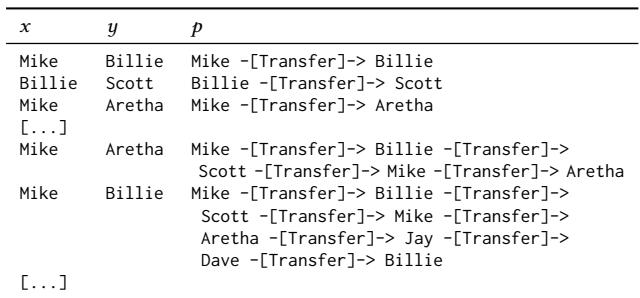 x y p
Mike Billie Mike -[Transfer]-> Billie
Billie Scott Billie -[Transfer]-> Scott
Mike Aretha Mike -[Transfer]-> Aretha
[...]
Mike Aretha Mike -[Transfer]-> Billie -[Transfer]->
Scott -[Transfer]-> Mike -[Transfer]-> Aretha
Mike Billie Mike -[Transfer]-> Billie -[Transfer]->
Scott -[Transfer]-> Mike -[Transfer]->
Aretha -[Transfer]-> Jay -[Transfer]->
Dave -[Transfer]-> Billie
[...]